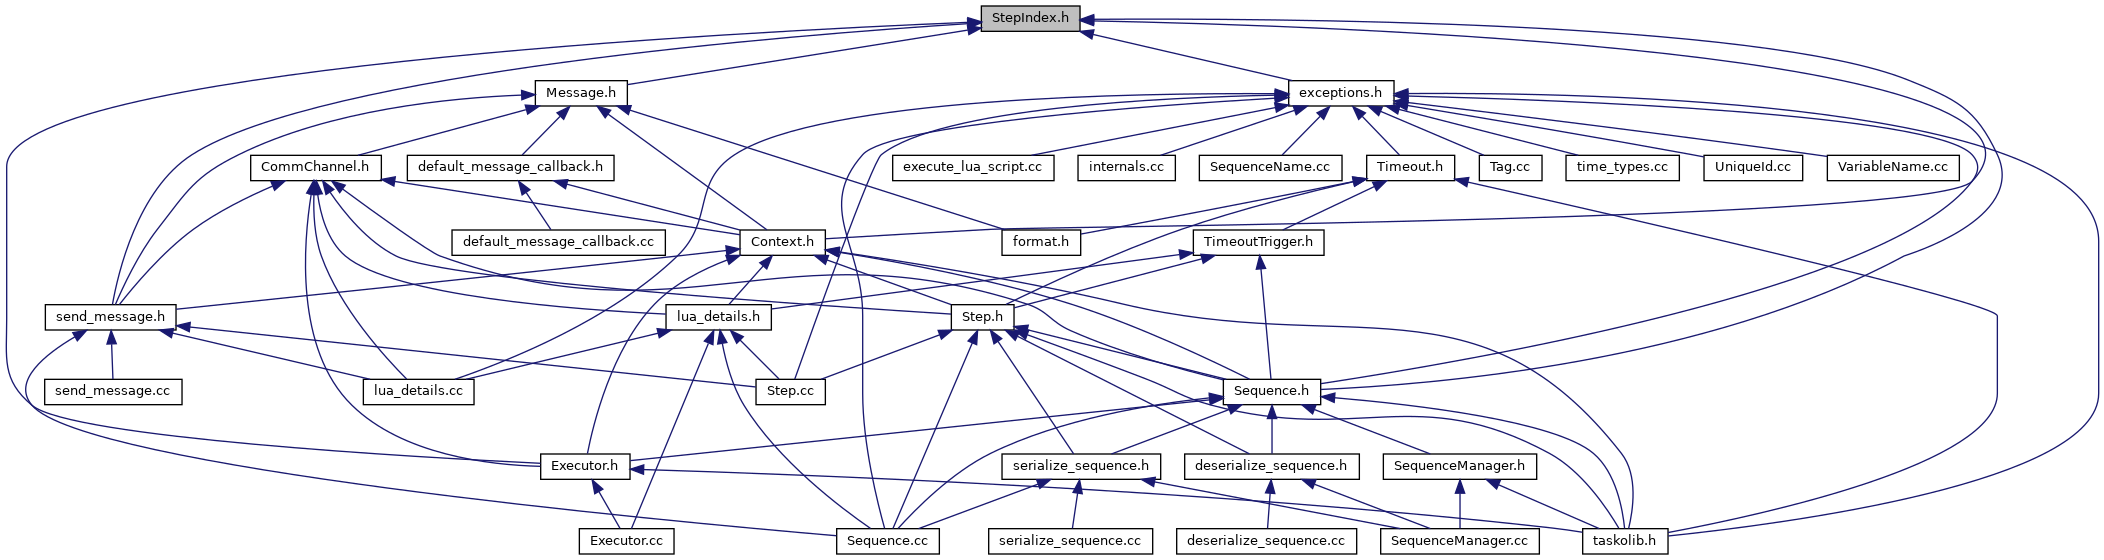 StepIndex.h
Message.h
exceptions.h
CommChannel.h
default_message_callback.h
execute_lua_script.cc
internals.cc
SequenceName.cc
Timeout.h
Tag.cc
time_types.cc
UniqueId.cc
VariableName.cc
default_message_callback.cc
Context.h
format.h
TimeoutTrigger.h
send_message.h
lua_details.h
Step.h
send_message.cc
lua_details.cc
Step.cc
Sequence.h
Executor.h
serialize_sequence.h
deserialize_sequence.h
SequenceManager.h
Executor.cc
Sequence.cc
serialize_sequence.cc
deserialize_sequence.cc
SequenceManager.cc
taskolib.h